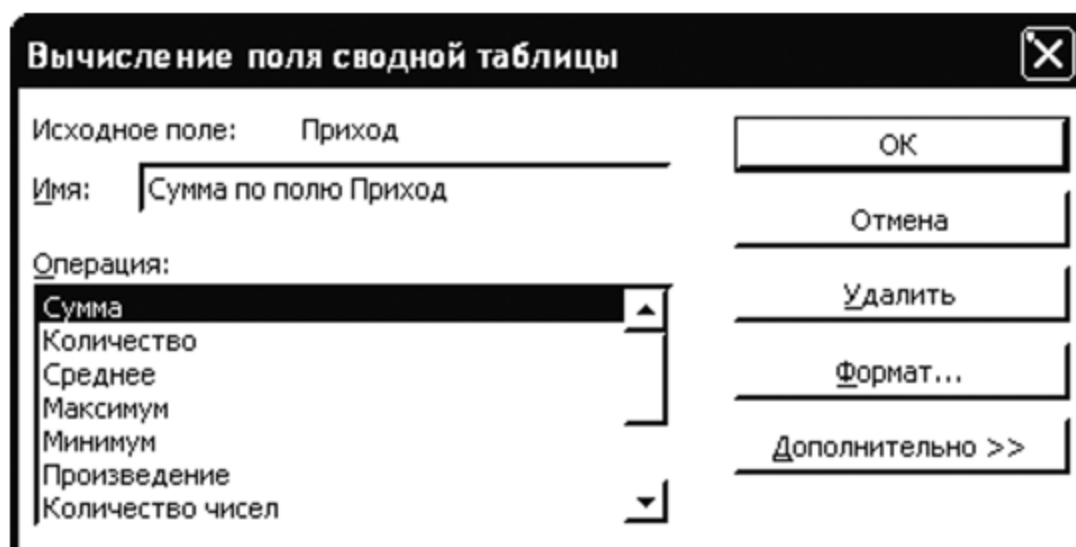 Вычисление поля сводной таблицы
Исходное поле: Приход
Имя: Сумма по полю Приход
Операция:
Сумма
Количество
Среднее
Максимум
Минимум
Произведение
Количество чисел
ОК
Отмена
Удалить
Формат...
Дополнительно >>